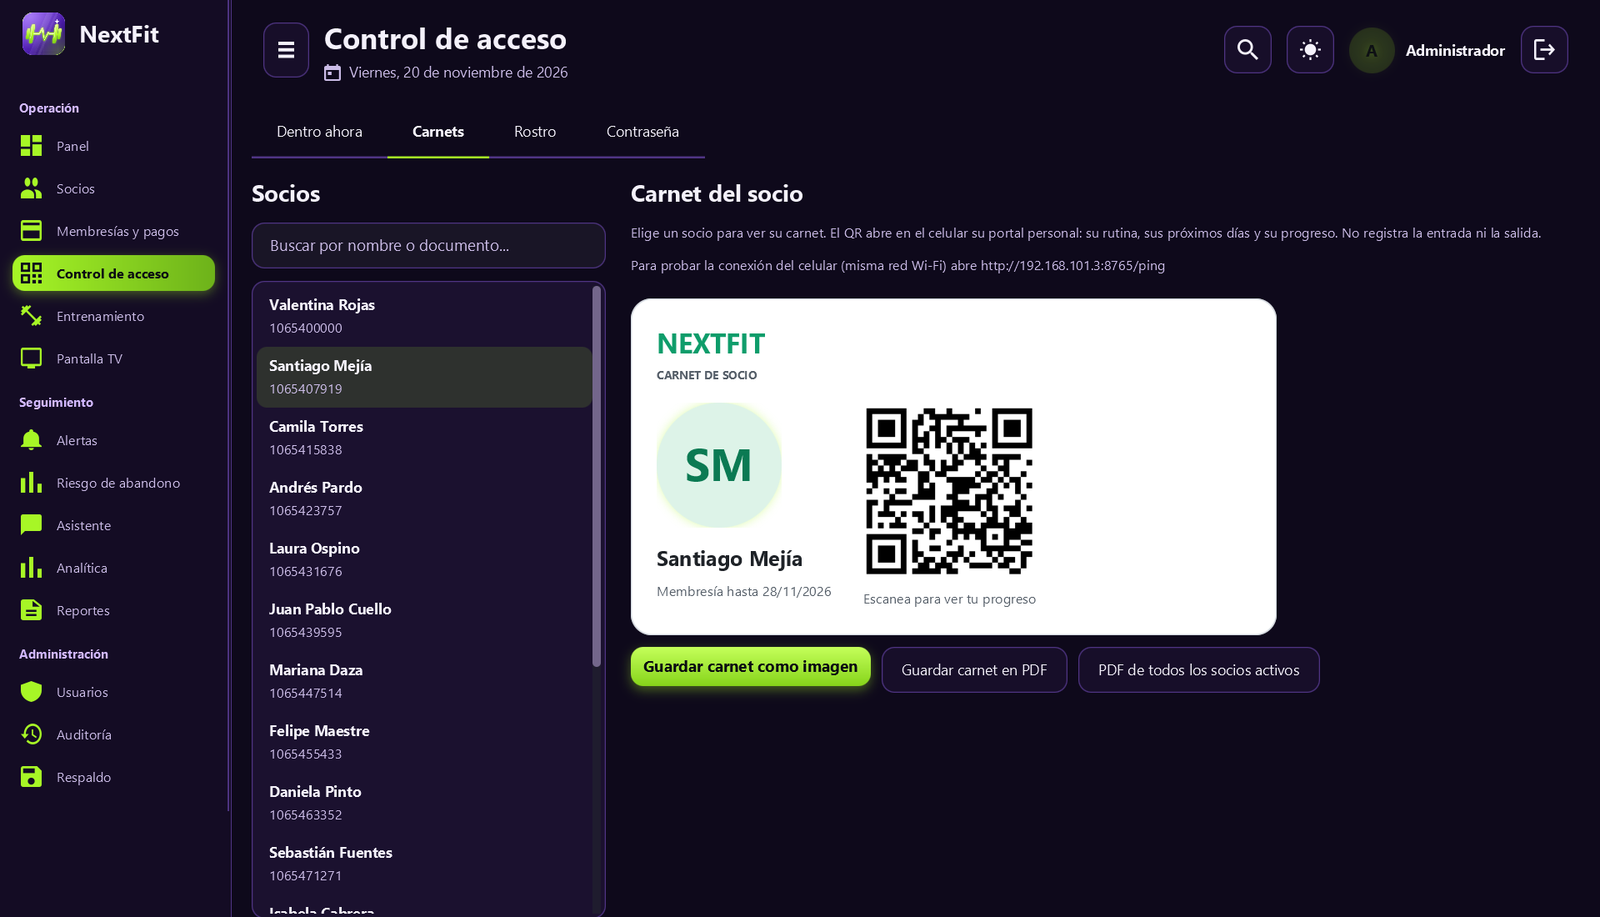 NextFit
Operación
Panel
Socios
Membresías y pagos
Control de acceso
Entrenamiento
Pantalla TV
Seguimiento
Alertas
Riesgo de abandono
Asistente
Analítica
Reportes
Administración
Usuarios
Auditoría
Respaldo
Control de acceso
Viernes, 20 de noviembre de 2026
A
Administrador
Dentro ahora
Carnets
Rostro
Contraseña
Socios
Buscar por nombre o documento...
Valentina Rojas
1065400000
Santiago Mejía
1065407919
Camila Torres
1065415838
Andrés Pardo
1065423757
Laura Ospino
1065431676
Juan Pablo Cuello
1065439595
Mariana Daza
1065447514
Felipe Maestre
1065455433
Daniela Pinto
1065463352
Sebastián Fuentes
1065471271
Isabela Cabrera
Carnet del socio
Elige un socio para ver su carnet. El QR abre en el celular su portal personal: su rutina, sus próximos días y su progreso. No registra la entrada ni la salida.
Para probar la conexión del celular (misma red Wi-Fi) abre http://192.168.101.3:8765/ping
NEXTFIT
CARNET DE SOCIO
SM
Santiago Mejía
Membresía hasta 28/11/2026
Escanea para ver tu progreso
Guardar carnet como imagen
Guardar carnet en PDF
PDF de todos los socios activos